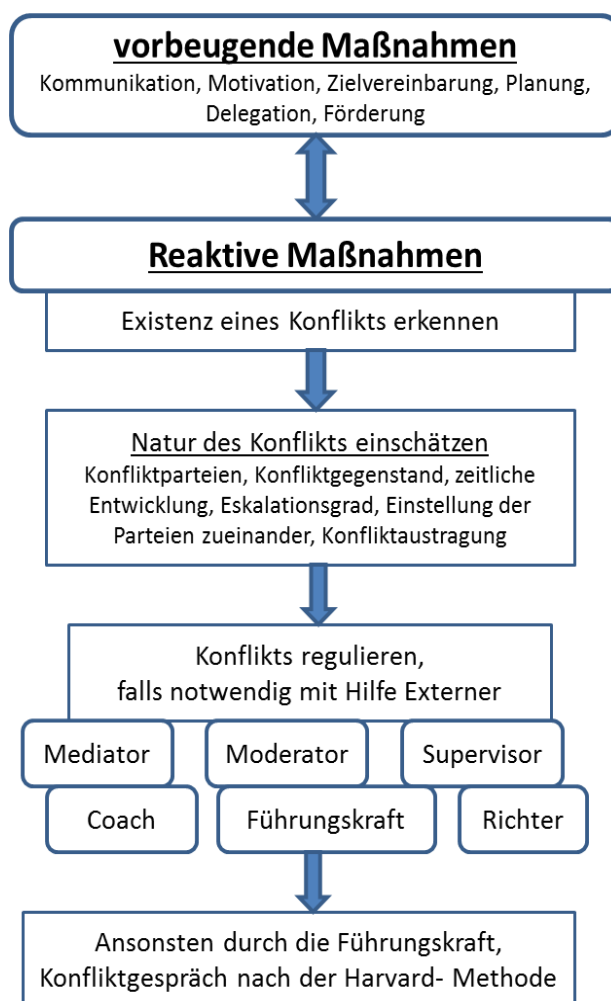 vorbeugende Maßnahmen
Kommunikation, Motivation, Zielvereinbarung, Planung,
Delegation, Förderung
Reaktive Maßnahmen
Existenz eines Konflikts erkennen
Natur des Konflikts einschätzen
Konfliktparteien, Konfliktgegenstand, zeitliche
Entwicklung, Eskalationsgrad, Einstellung der
Parteien zueinander, Konfliktaustragung
Konflikts regulieren,
falls notwendig mit Hilfe Externer
Mediator Moderator Supervisor
Coach Führungskraft Richter
Ansonsten durch die Führungskraft,
Konfliktgespräch nach der Harvard- Methode